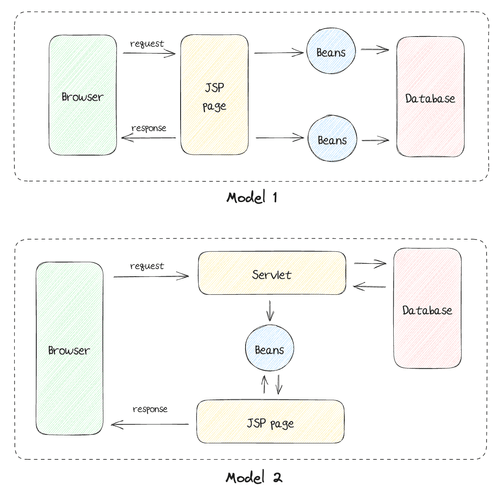 request
Browser
response
JSP
page
Beans
Beans
Database
Model 1
request
Browser
response
Servlet
Beans
JSP page
Database
Model 2